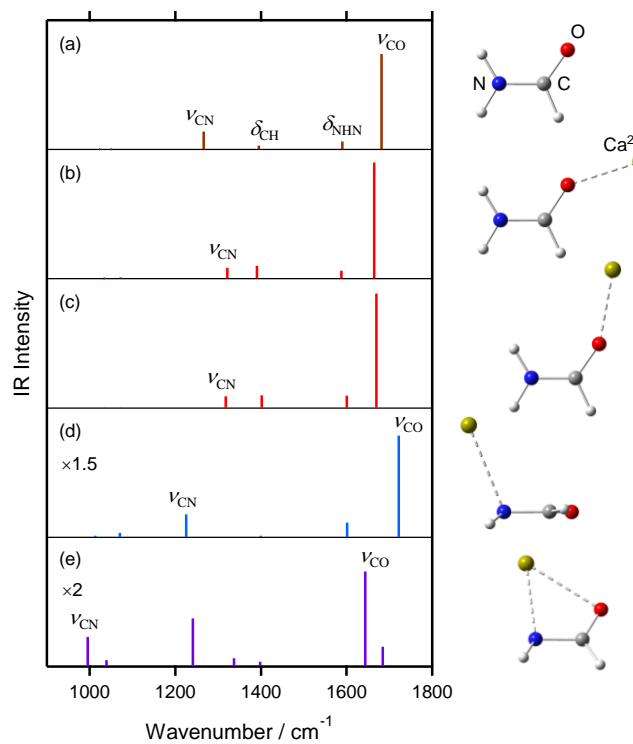 (a)
νCO
νCN
δCH
δNHN
O
N
C
(b)
νCN
Ca2
(c)
νCN
(d)
×1.5
νCN
νCO
(e)
×2
νCN
νCO
IR Intensity
1000
1200
1400
1600
1800
Wavenumber / cm-1